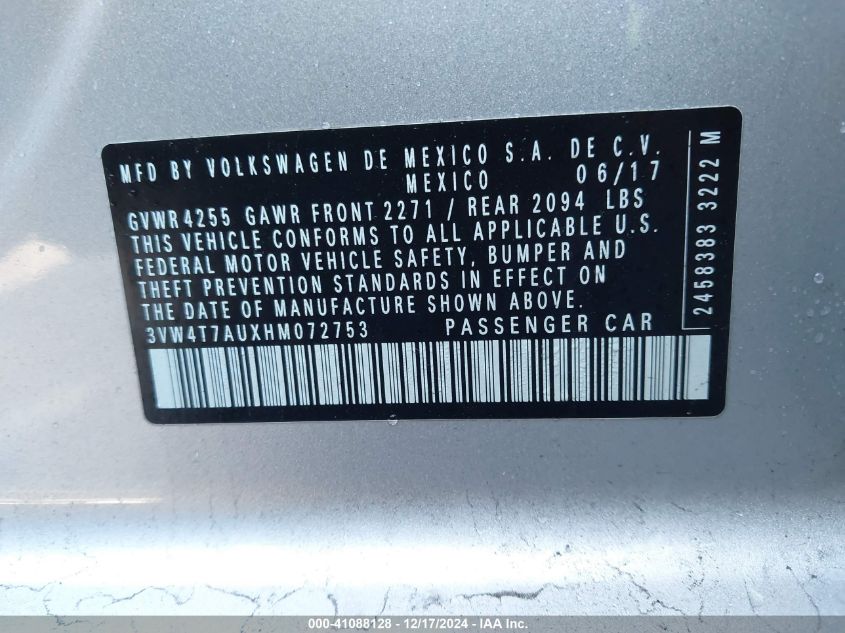 MFD BY VOLKSWAGEN DE MEXICO S.A. DE C.V.
MEXICO 06/17
GVWR4255 GAWR FRONT 2271 / REAR 2094 LBS
THIS VEHICLE CONFORMS TO ALL APPLICABLE U.S.
FEDERAL MOTOR VEHICLE SAFETY, BUMPER AND
THEFT PREVENTION STANDARDS IN EFFECT ON
THE DATE OF MANUFACTURE SHOWN ABOVE.
3VW4T7AUXHM072753 PASSENGER CAR
2458383 3222 M
000-41088128 - 12/17/2024 - IAAI.com